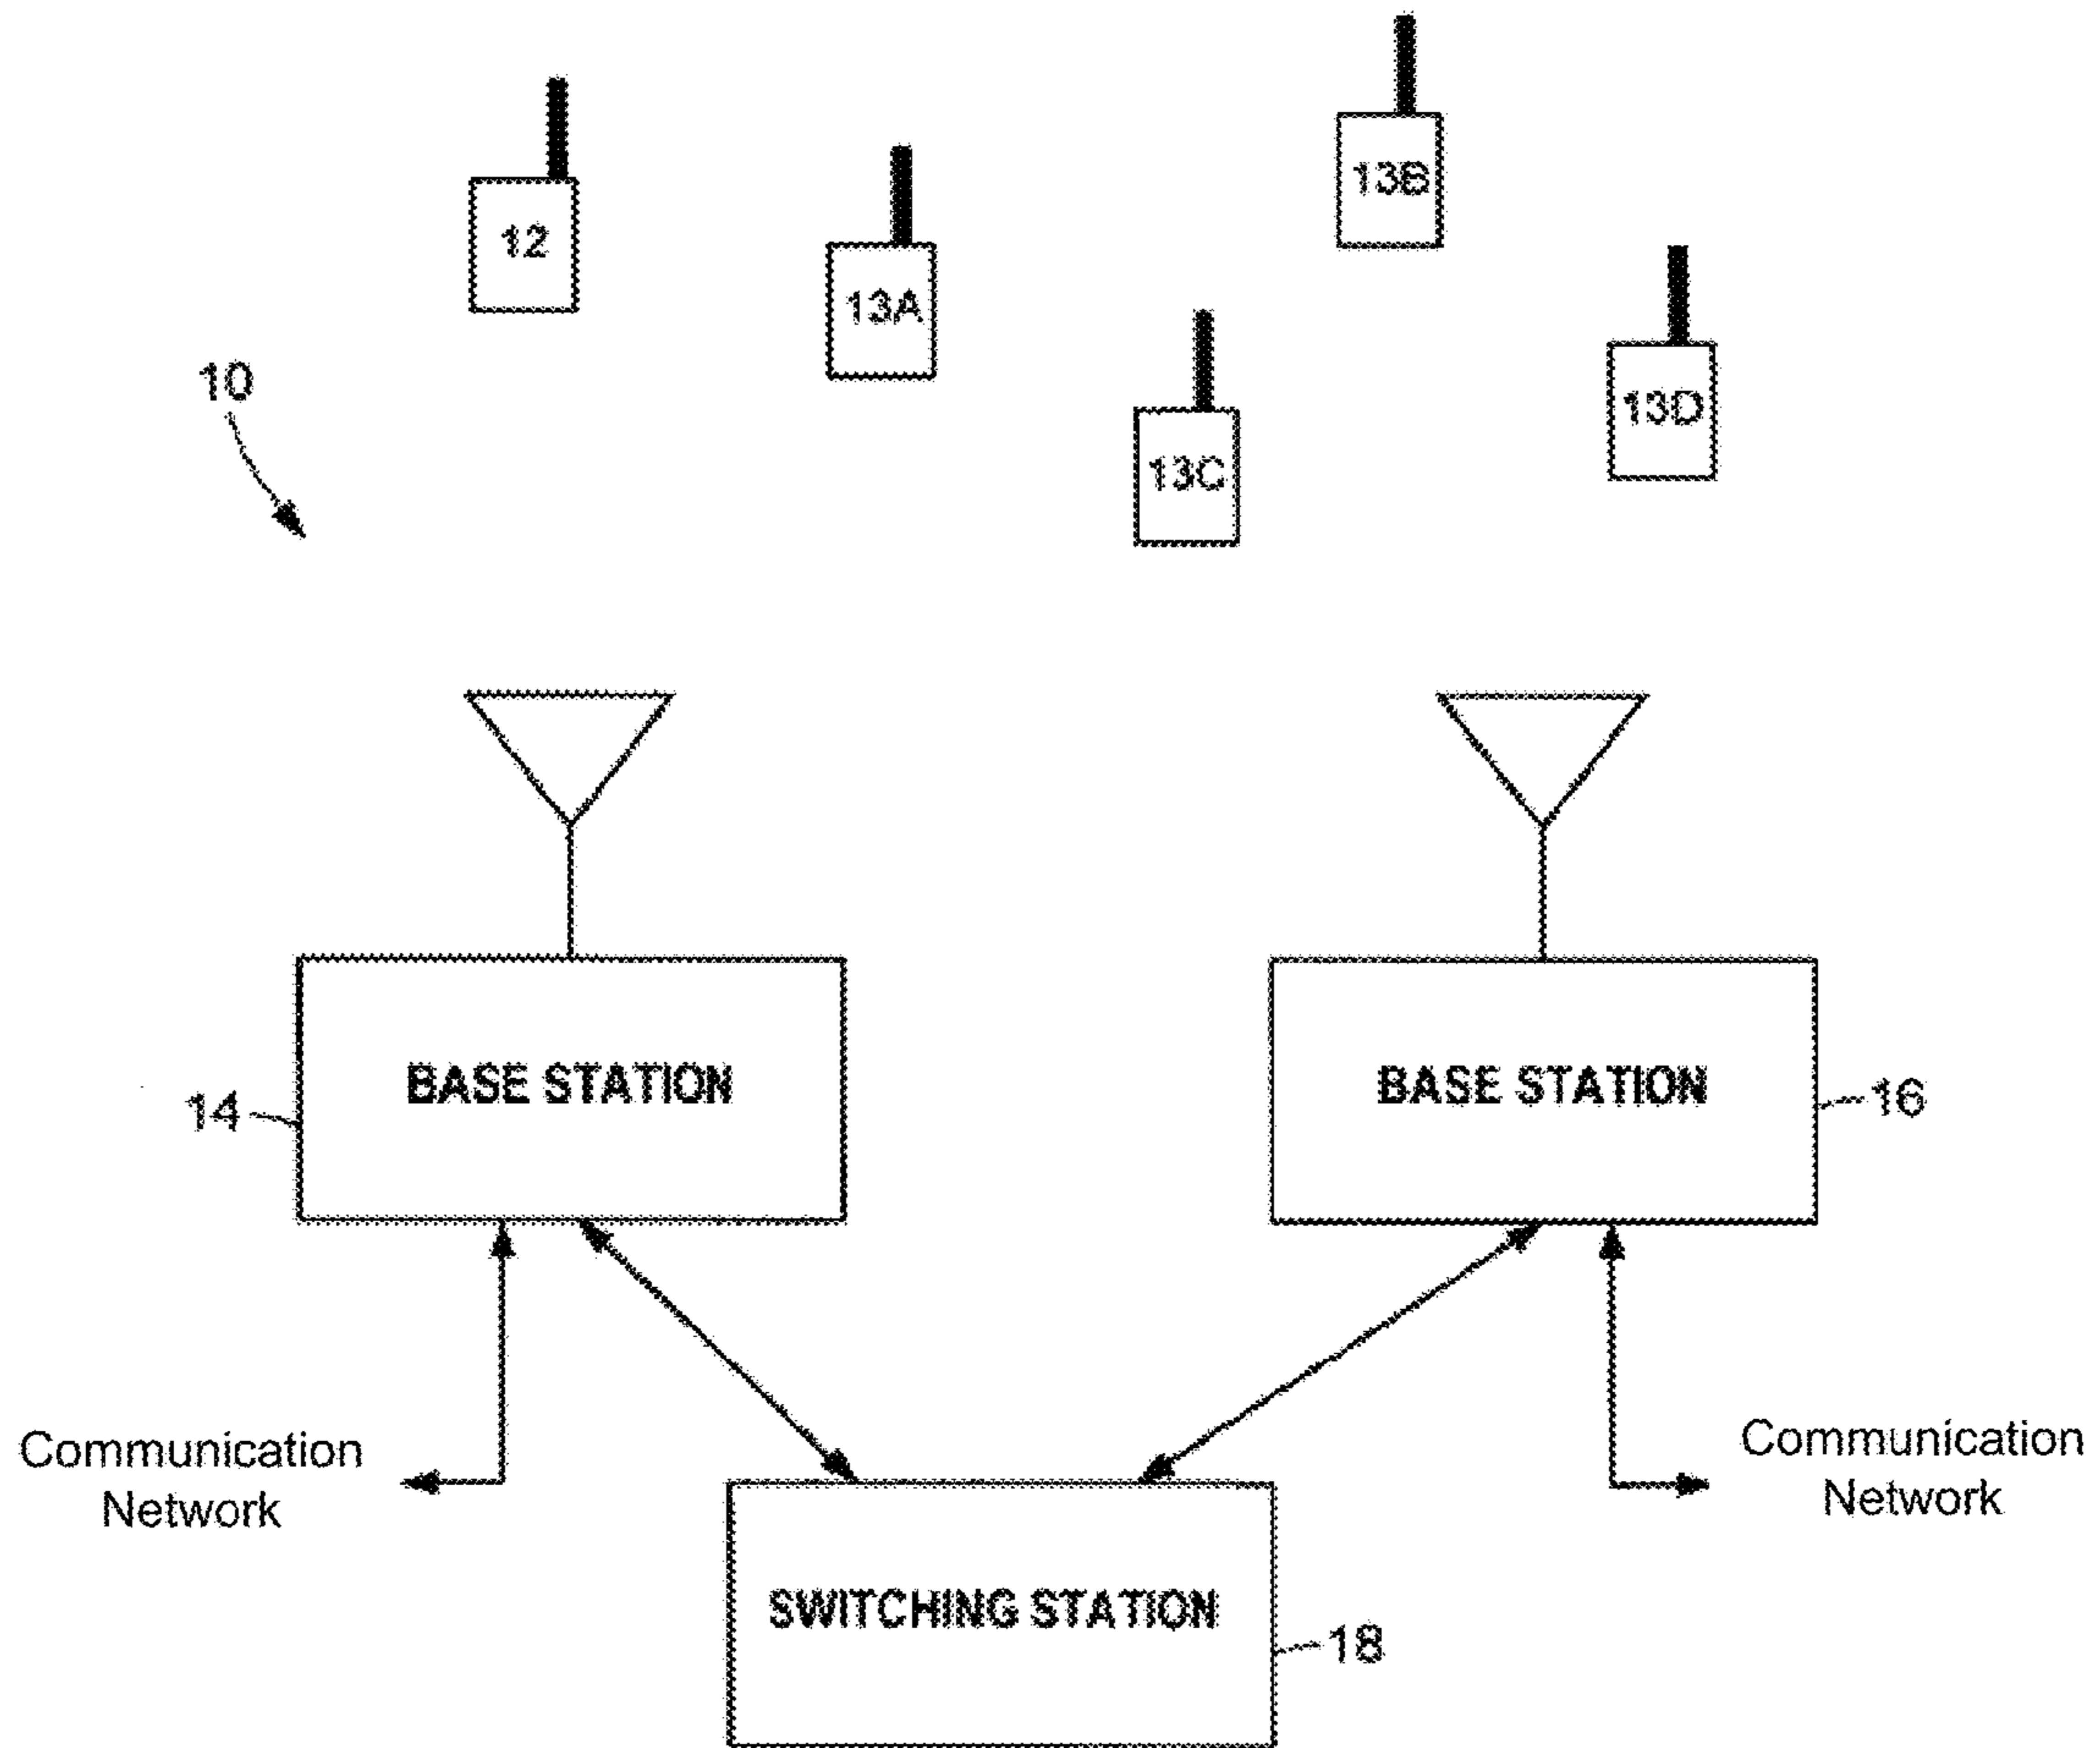 13B
12
13A
10
13D
13C
BASE STATION
BASE STATION
14
16
Communication
Network
Communication
Network
SWITCHING STATION
18